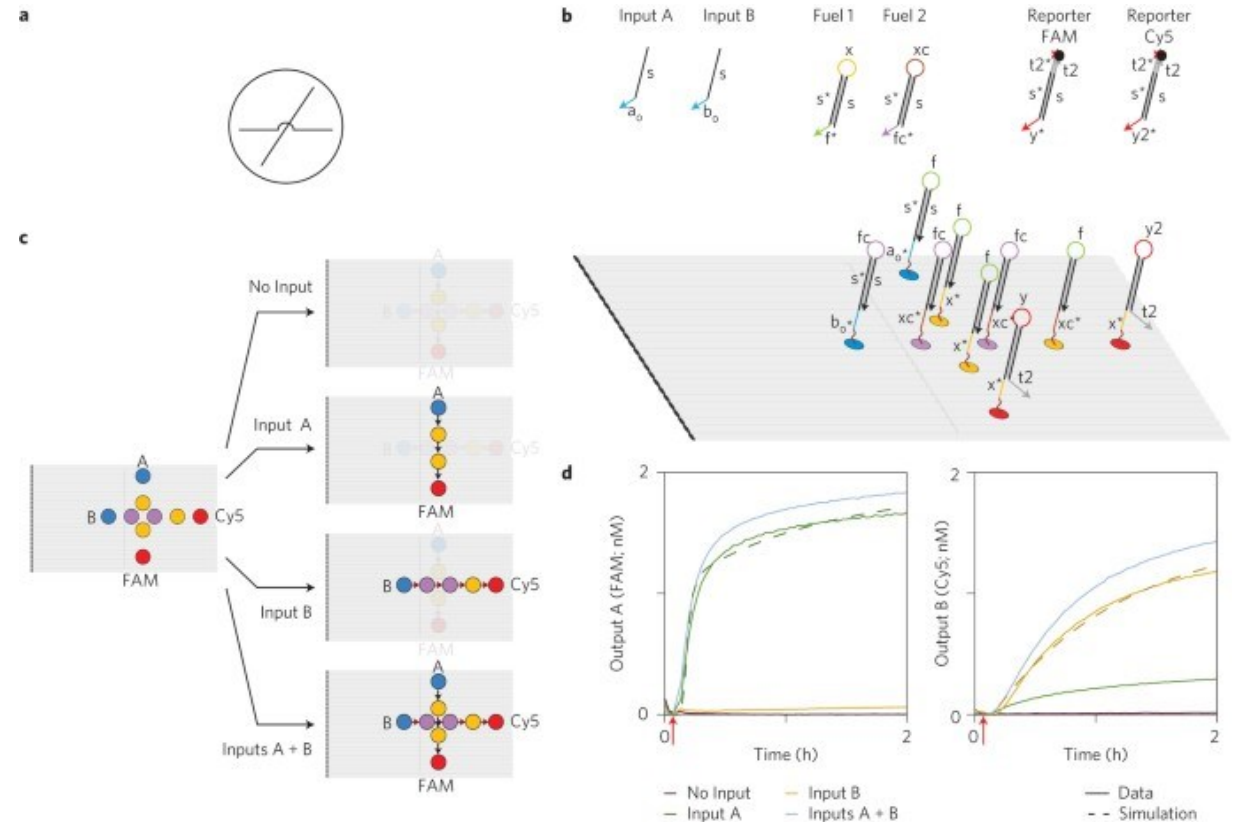 a
b
Input A
Input B
Fuel 1
Fuel 2
Reporter
FAM
Reporter
Cy5
s
a₀
s
b₀
x
s*
s
f*
xc
s*
s
fc*
t2*
t2
s*
s
y*
t2*
t2
s*
s
y2*
f
s*
s
a₀*
fc
s*
s
b₀*
fc
xc*
f
x*
f
x*
fc
xc*
y
x*
t2
f
xc*
y2
x*
t2
c
A
B
Cy5
FAM
No Input
A
B
Cy5
FAM
Input A
A
B
Cy5
FAM
Input B
A
B
Cy5
FAM
Inputs A + B
A
B
Cy5
FAM
d
Output A (FAM; nM)
2
0
0
2
Time (h)
Output B (Cy5; nM)
2
0
0
2
Time (h)
No Input
Input B
Data
Input A
Inputs A + B
Simulation